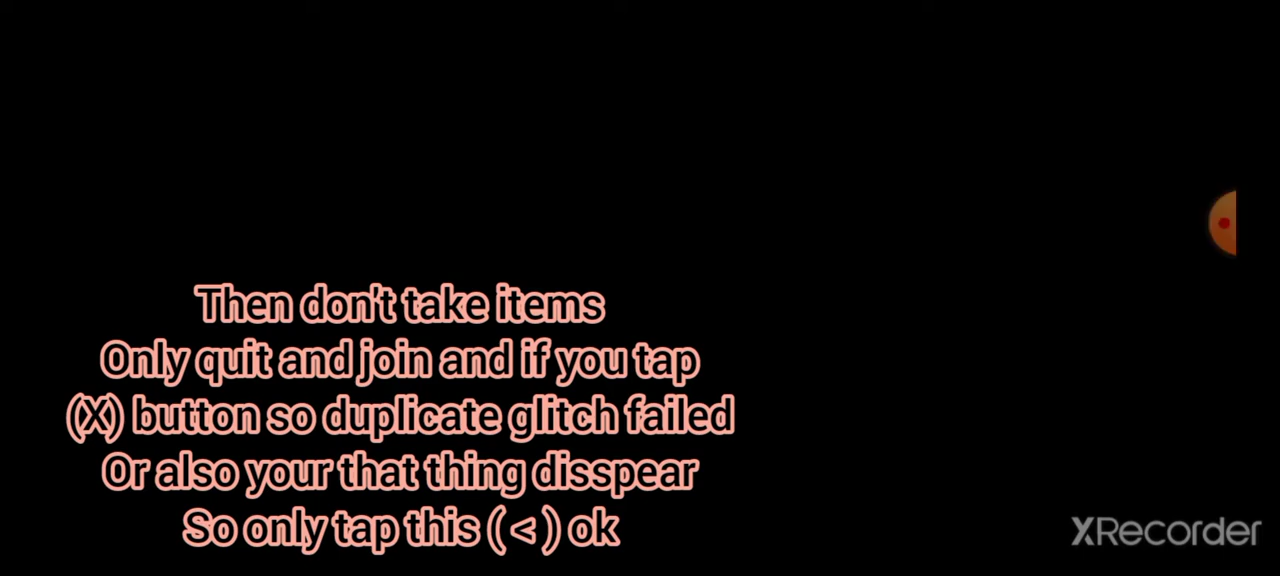 Then don't take items
Only quit and join and if you tap
(X) button so duplicate glitch failed
Or also your that thing disspear
So only tap this ( < ) ok
XRecorder